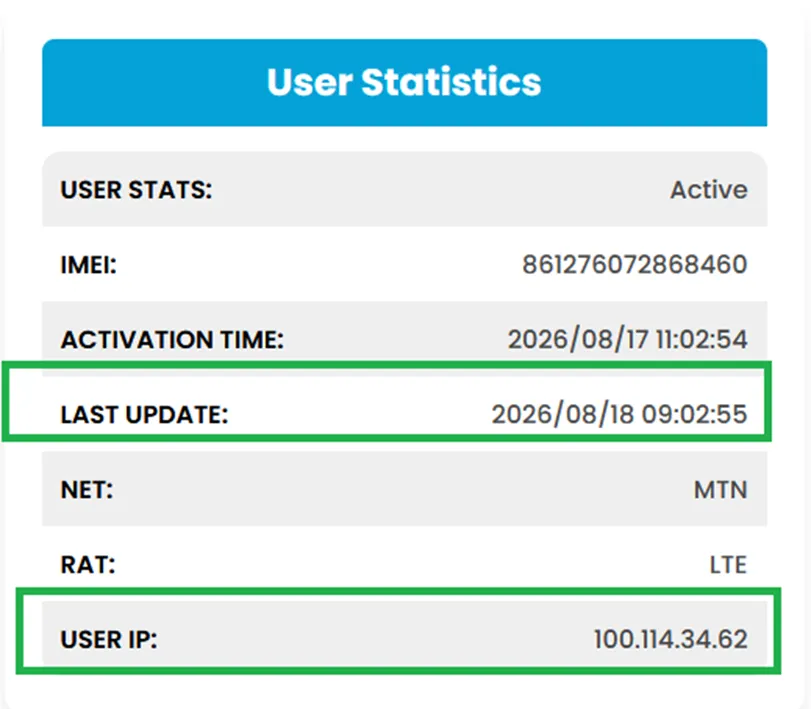 User Statistics
USER STATS: Active
IMEI: 861276072868460
ACTIVATION TIME: 2026/08/17 11:02:54
LAST UPDATE: 2026/08/18 09:02:55
NET: MTN
RAT: LTE
USER IP: 100.114.34.62